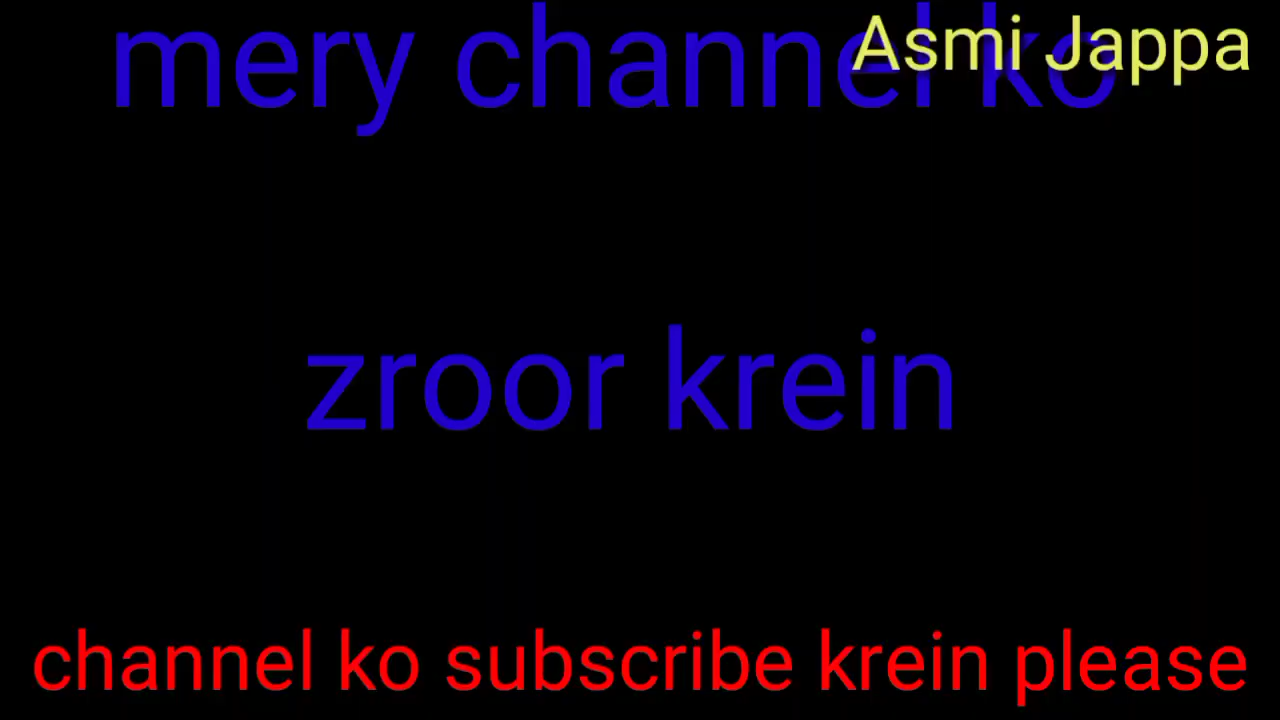 mery channel ko
Asmi Jappa
zroor krein
channel ko subscribe krein please